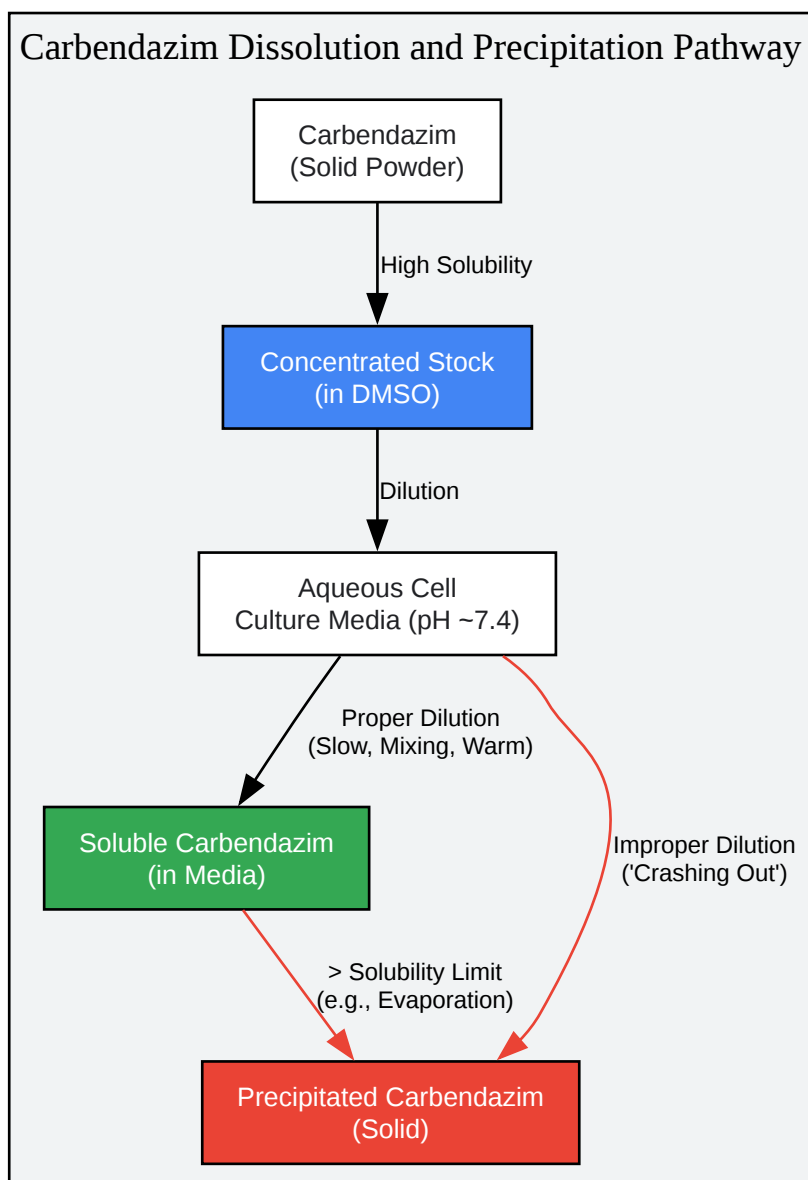 Carbendazim Dissolution and Precipitation Pathway
Carbendazim
(Solid Powder)
High Solubility
Concentrated Stock
(in DMSO)
Dilution
Aqueous Cell
Culture Media (pH ~7.4)
Proper Dilution
(Slow, Mixing, Warm)
Soluble Carbendazim
(in Media)
Improper Dilution
('Crashing Out')
> Solubility Limit
(e.g., Evaporation)
Precipitated Carbendazim
(Solid)